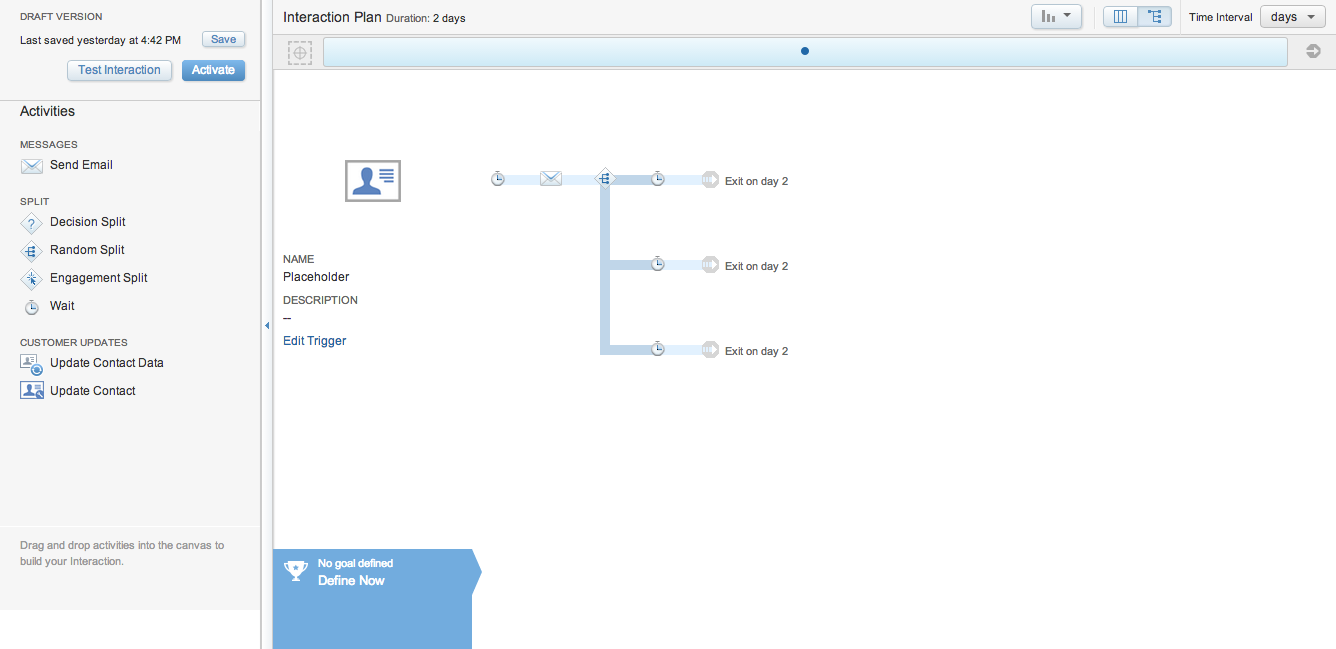 DRAFT VERSION
Last saved yesterday at 4:42 PM
Save
Test Interaction
Activate
Activities
MESSAGES
Send Email
SPLIT
Decision Split
Random Split
Engagement Split
Wait
CUSTOMER UPDATES
Update Contact Data
Update Contact
Drag and drop activities into the canvas to
build your Interaction.
Interaction Plan Duration: 2 days
Time Interval
days
NAME
Placeholder
DESCRIPTION
--
Edit Trigger
Exit on day 2
Exit on day 2
Exit on day 2
No goal defined
Define Now